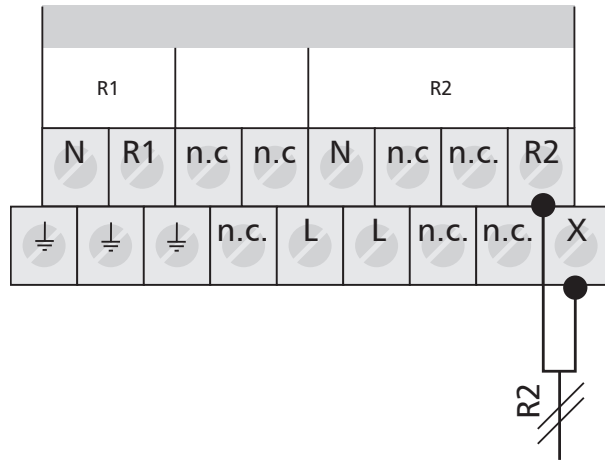 R1 R2
N R1 n.c n.c N n.c n.c. R2
n.c. L L n.c. n.c. X
R2